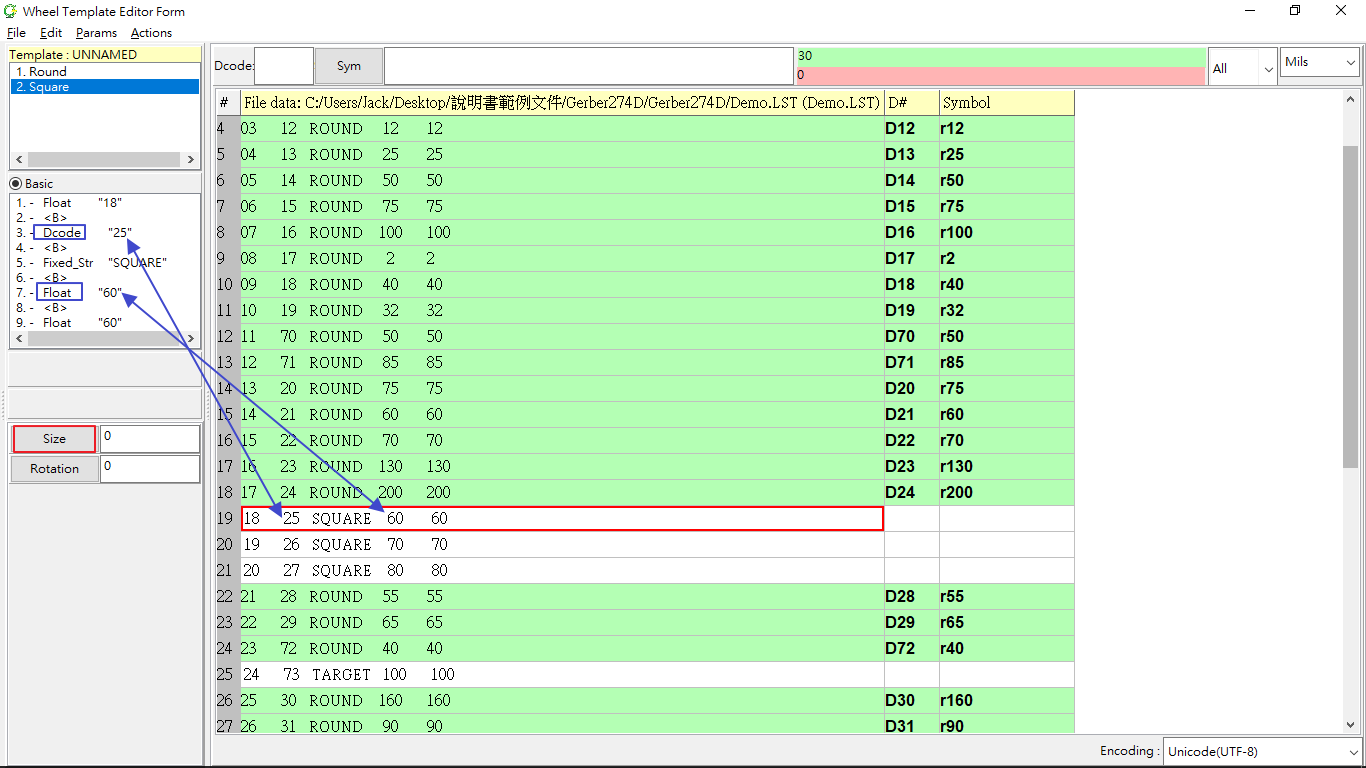 Wheel Template Editor Form
File Edit Params Actions
Template : UNNAMED
1. Round
2. Square
Basic
1. - Float "18"
2. - <B>
3. - Dcode "25"
4. - <B>
5. - Fixed_Str "SQUARE"
6. - <B>
7. - Float "60"
8. - <B>
9. - Float "60"
Size 0
Rotation 0
Dcode: Sym 30 All Mils
0
# File data: C:/Users/Jack/Desktop/說明書範例文件/Gerber274D/Gerber274D/Demo.LST (Demo.LST) D# Symbol
4 03 12 ROUND 12 12 D12 r12
5 04 13 ROUND 25 25 D13 r25
6 05 14 ROUND 50 50 D14 r50
7 06 15 ROUND 75 75 D15 r75
8 07 16 ROUND 100 100 D16 r100
9 08 17 ROUND 2 2 D17 r2
10 09 18 ROUND 40 40 D18 r40
11 10 19 ROUND 32 32 D19 r32
12 11 70 ROUND 50 50 D70 r50
13 12 71 ROUND 85 85 D71 r85
14 13 20 ROUND 75 75 D20 r75
15 14 21 ROUND 60 60 D21 r60
16 15 22 ROUND 70 70 D22 r70
17 16 23 ROUND 130 130 D23 r130
18 17 24 ROUND 200 200 D24 r200
19 18 25 SQUARE 60 60
20 19 26 SQUARE 70 70
21 20 27 SQUARE 80 80
22 21 28 ROUND 55 55 D28 r55
23 22 29 ROUND 65 65 D29 r65
24 23 72 ROUND 40 40 D72 r40
25 24 73 TARGET 100 100
26 25 30 ROUND 160 160 D30 r160
27 26 31 ROUND 90 90 D31 r90
Encoding : Unicode(UTF-8)